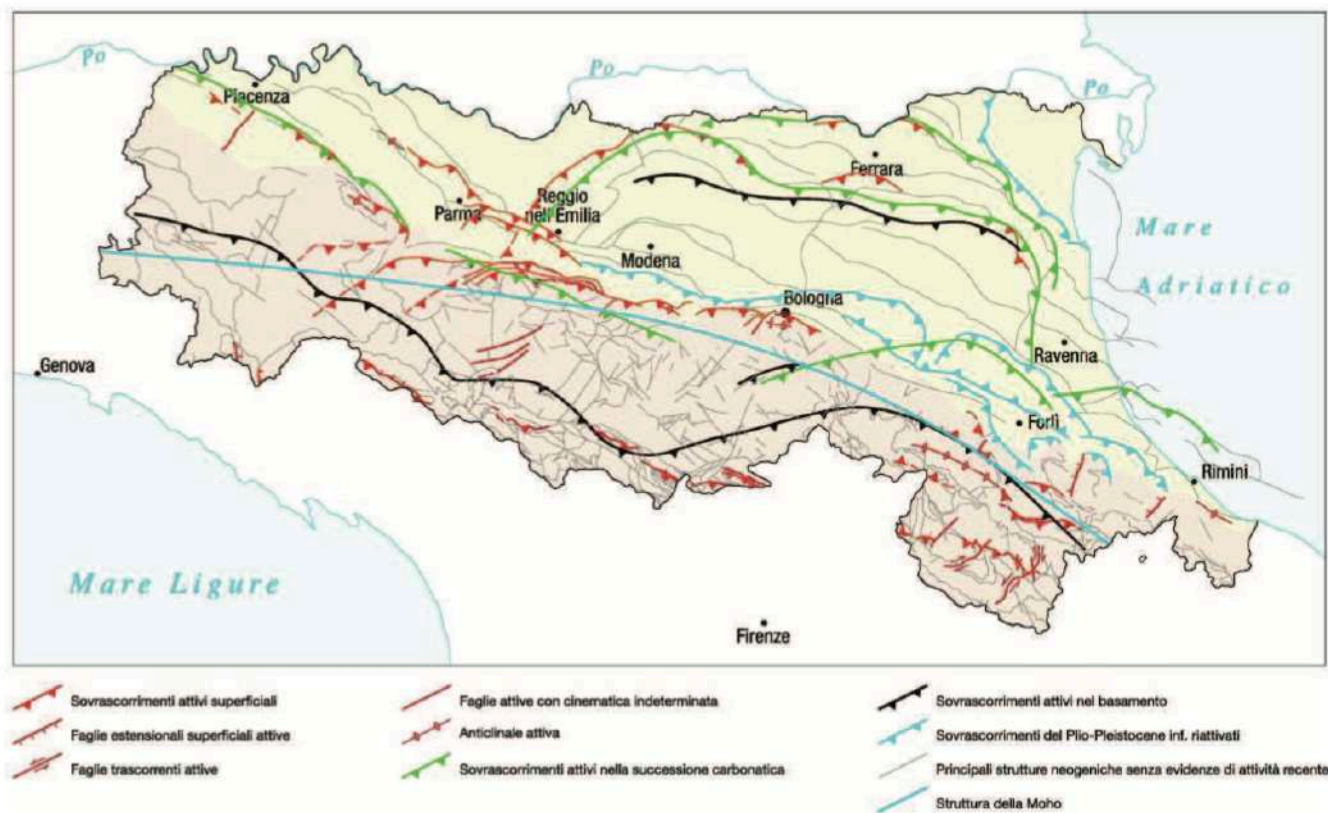 Po
Po
Po
Piacenza
Ferrara
Parma
Reggio
nell'Emilia
Modena
Mare
Adriatico
Bologna
Ravenna
Genova
Forlì
Rimini
Mare Ligure
Firenze
Sovrascorrimenti attivi superficiali
Faglie estensionali superficiali attive
Faglie trascorrenti attive
Faglie attive con cinematica indeterminata
Anticlinale attiva
Sovrascorrimenti attivi nella successione carbonatica
Sovrascorrimenti attivi nel basamento
Sovrascorrimenti del Plio-Pleistocene inf. riattivati
Principali strutture neogeniche senza evidenze di attività recente
Struttura della Moho